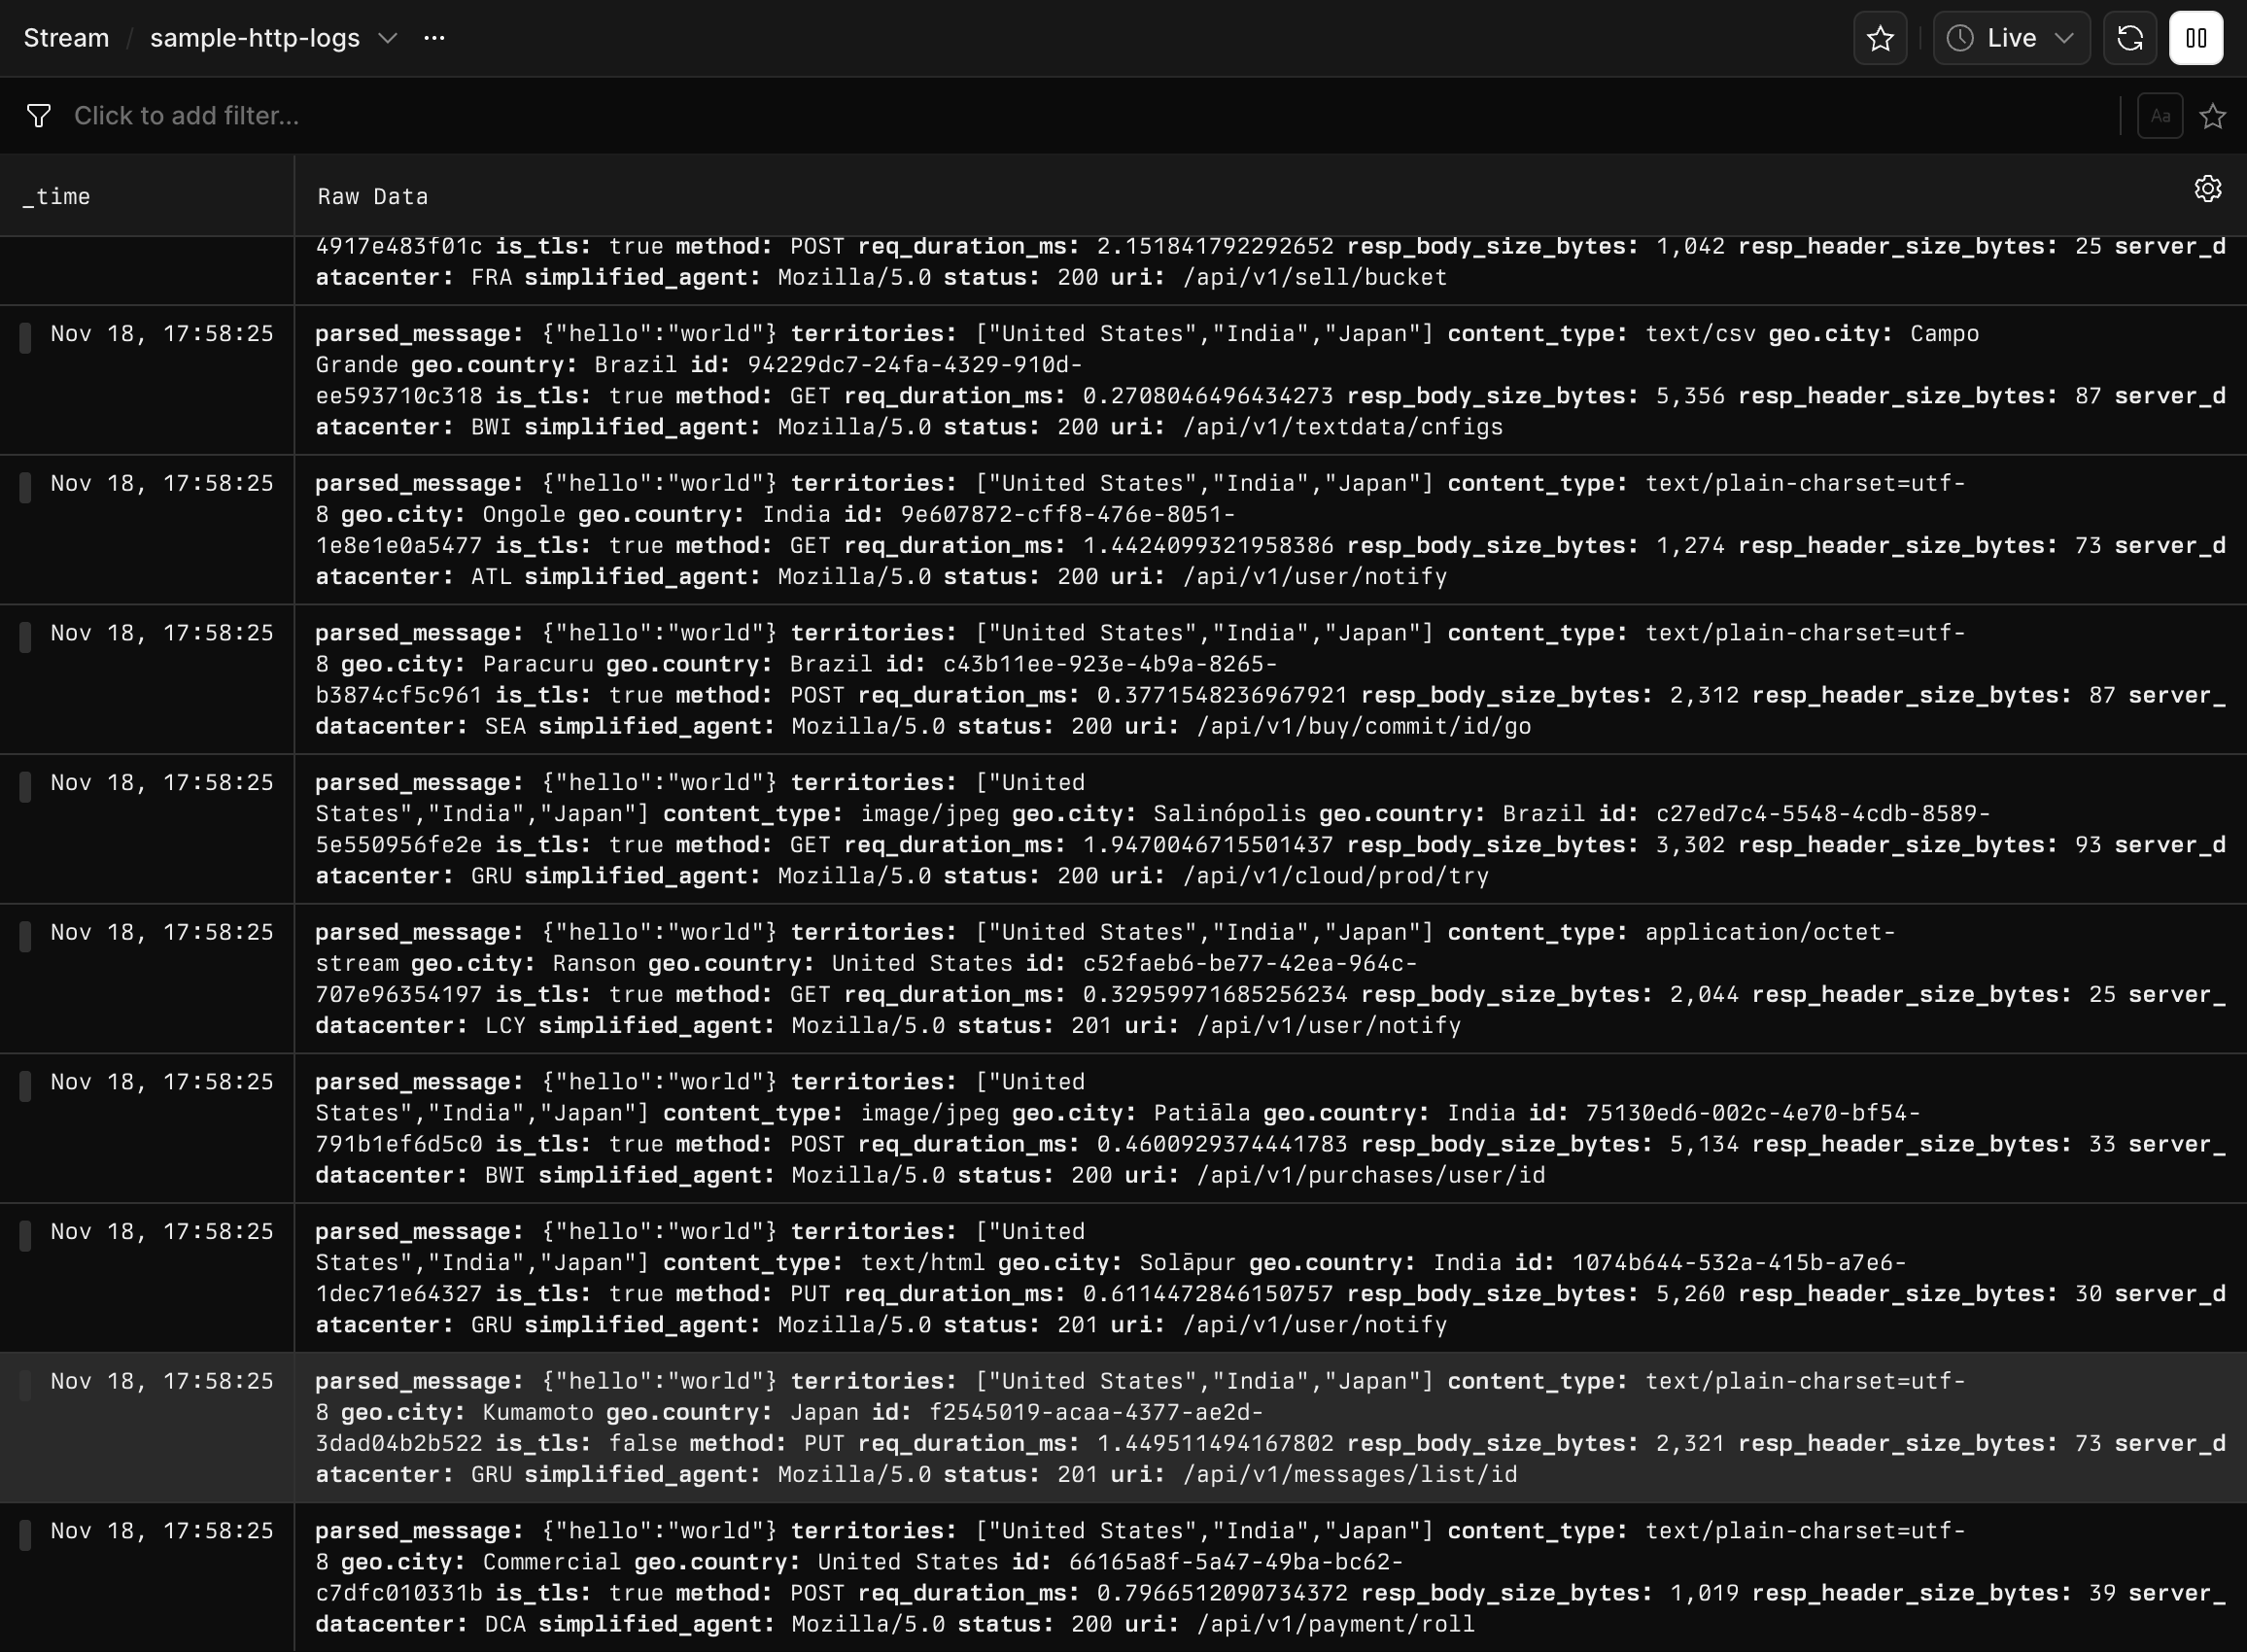 Stream / sample-http-logs ...
Live
Click to add filter...
Aa
_time Raw Data
4917e483f01c is_tls: true method: POST req_duration_ms: 2.151841792292652 resp_body_size_bytes: 1,042 resp_header_size_bytes: 25 server_d
atacenter: FRA simplified_agent: Mozilla/5.0 status: 200 uri: /api/v1/sell/bucket
Nov 18, 17:58:25 parsed_message: {"hello":"world"} territories: ["United States","India","Japan"] content_type: text/csv geo.city: Campo
Grande geo.country: Brazil id: 94229dc7-24fa-4329-910d-
ee593710c318 is_tls: true method: GET req_duration_ms: 0.2708046496434273 resp_body_size_bytes: 5,356 resp_header_size_bytes: 87 server_d
atacenter: BWI simplified_agent: Mozilla/5.0 status: 200 uri: /api/v1/textdata/cnfigs
Nov 18, 17:58:25 parsed_message: {"hello":"world"} territories: ["United States","India","Japan"] content_type: text/plain-charset=utf-
8 geo.city: Ongole geo.country: India id: 9e607872-cff8-476e-8051-
1e8e1e0a5477 is_tls: true method: GET req_duration_ms: 1.4424099321958386 resp_body_size_bytes: 1,274 resp_header_size_bytes: 73 server_d
atacenter: ATL simplified_agent: Mozilla/5.0 status: 200 uri: /api/v1/user/notify
Nov 18, 17:58:25 parsed_message: {"hello":"world"} territories: ["United States","India","Japan"] content_type: text/plain-charset=utf-
8 geo.city: Paracuru geo.country: Brazil id: c43b11ee-923e-4b9a-8265-
b3874cf5c961 is_tls: true method: POST req_duration_ms: 0.3771548236967921 resp_body_size_bytes: 2,312 resp_header_size_bytes: 87 server_
datacenter: SEA simplified_agent: Mozilla/5.0 status: 200 uri: /api/v1/buy/commit/id/go
Nov 18, 17:58:25 parsed_message: {"hello":"world"} territories: ["United
States","India","Japan"] content_type: image/jpeg geo.city: Salinópolis geo.country: Brazil id: c27ed7c4-5548-4cdb-8589-
5e550956fe2e is_tls: true method: GET req_duration_ms: 1.9470046715501437 resp_body_size_bytes: 3,302 resp_header_size_bytes: 93 server_d
atacenter: GRU simplified_agent: Mozilla/5.0 status: 200 uri: /api/v1/cloud/prod/try
Nov 18, 17:58:25 parsed_message: {"hello":"world"} territories: ["United States","India","Japan"] content_type: application/octet-
stream geo.city: Ranson geo.country: United States id: c52faeb6-be77-42ea-964c-
707e96354197 is_tls: true method: GET req_duration_ms: 0.32959971685256234 resp_body_size_bytes: 2,044 resp_header_size_bytes: 25 server_
datacenter: LCY simplified_agent: Mozilla/5.0 status: 201 uri: /api/v1/user/notify
Nov 18, 17:58:25 parsed_message: {"hello":"world"} territories: ["United
States","India","Japan"] content_type: image/jpeg geo.city: Patiāla geo.country: India id: 75130ed6-002c-4e70-bf54-
791b1ef6d5c0 is_tls: true method: POST req_duration_ms: 0.4600929374441783 resp_body_size_bytes: 5,134 resp_header_size_bytes: 33 server_
datacenter: BWI simplified_agent: Mozilla/5.0 status: 200 uri: /api/v1/purchases/user/id
Nov 18, 17:58:25 parsed_message: {"hello":"world"} territories: ["United
States","India","Japan"] content_type: text/html geo.city: Solāpur geo.country: India id: 1074b644-532a-415b-a7e6-
1dec71e64327 is_tls: true method: PUT req_duration_ms: 0.6114472846150757 resp_body_size_bytes: 5,260 resp_header_size_bytes: 30 server_d
atacenter: GRU simplified_agent: Mozilla/5.0 status: 201 uri: /api/v1/user/notify
Nov 18, 17:58:25 parsed_message: {"hello":"world"} territories: ["United States","India","Japan"] content_type: text/plain-charset=utf-
8 geo.city: Kumamoto geo.country: Japan id: f2545019-acaa-4377-ae2d-
3dad04b2b522 is_tls: false method: PUT req_duration_ms: 1.449511494167802 resp_body_size_bytes: 2,321 resp_header_size_bytes: 73 server_d
atacenter: GRU simplified_agent: Mozilla/5.0 status: 201 uri: /api/v1/messages/list/id
Nov 18, 17:58:25 parsed_message: {"hello":"world"} territories: ["United States","India","Japan"] content_type: text/plain-charset=utf-
8 geo.city: Commercial geo.country: United States id: 66165a8f-5a47-49ba-bc62-
c7dfc010331b is_tls: true method: POST req_duration_ms: 0.7966512090734372 resp_body_size_bytes: 1,019 resp_header_size_bytes: 39 server_
datacenter: DCA simplified_agent: Mozilla/5.0 status: 200 uri: /api/v1/payment/roll